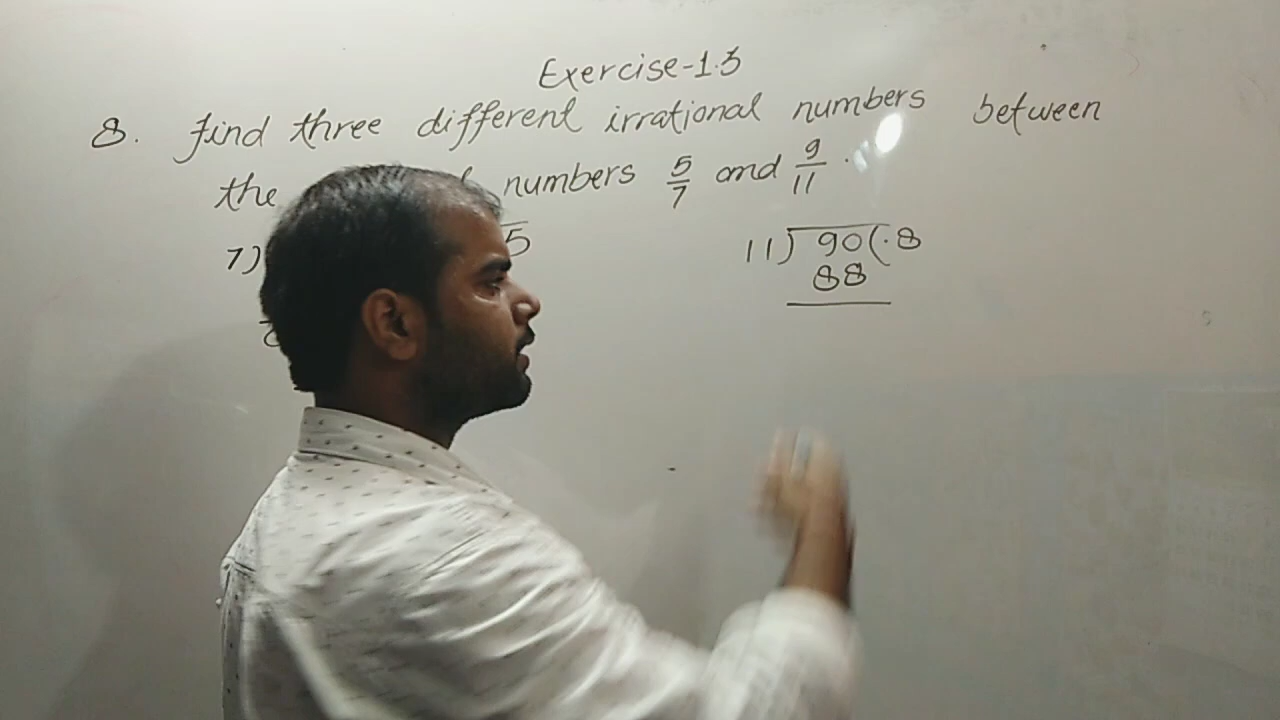 Exercise-1.3
8. find three different irrational numbers between
the numbers 5/7 and 9/11.
7) 5
11) 90 (.8
88